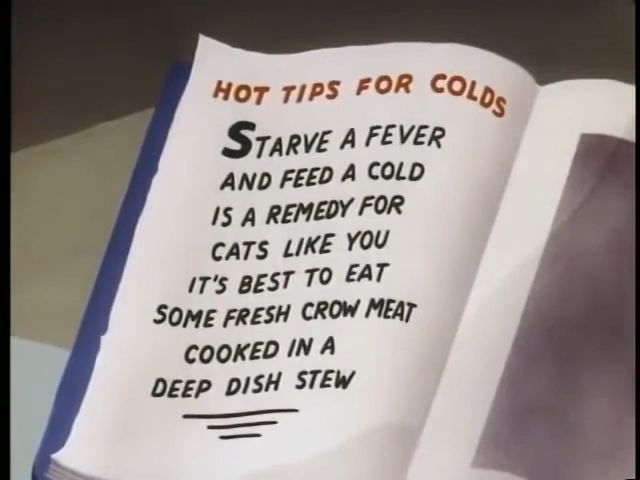 HOT TIPS FOR COLDS
STARVE A FEVER
AND FEED A COLD
IS A REMEDY FOR
CATS LIKE YOU
IT'S BEST TO EAT
SOME FRESH CROW MEAT
COOKED IN A
DEEP DISH STEW